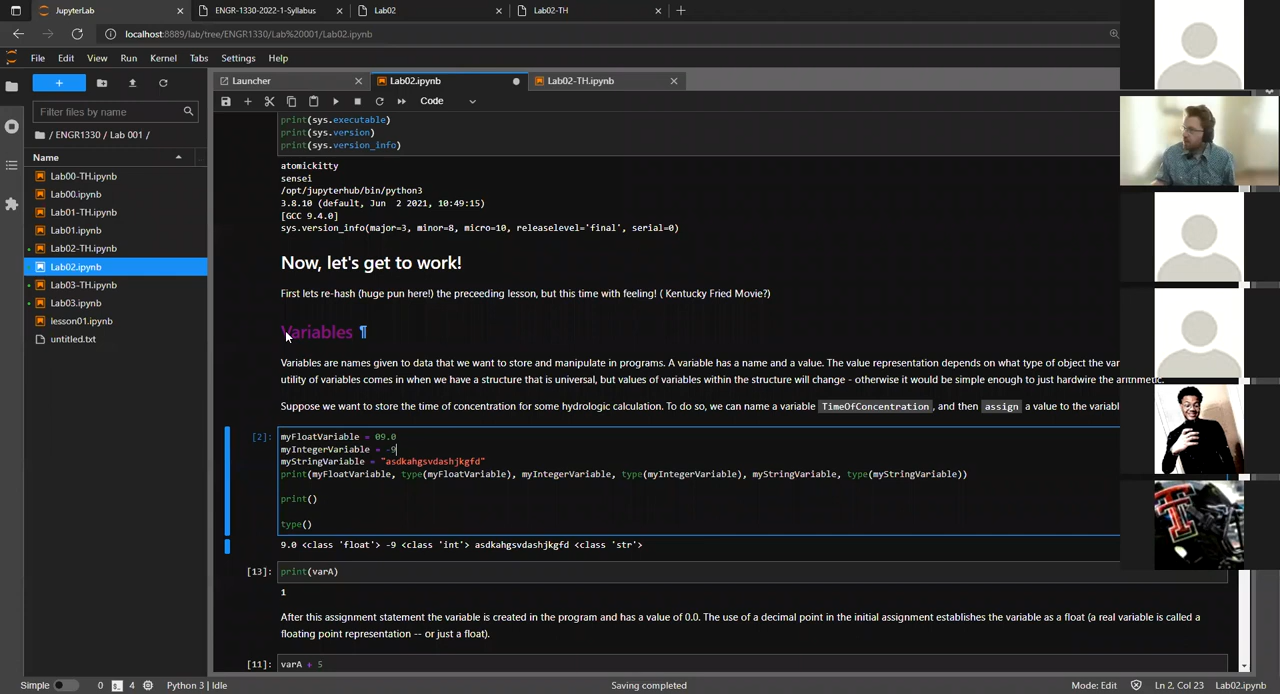 JupyterLab
ENGR-1330-2022-1-Syllabus
Lab02
Lab02-TH
localhost:8889/lab/tree/ENGR1330/Lab%20001/Lab02.ipynb
File Edit View Run Kernel Tabs Settings Help
Launcher
Lab02.ipynb
Lab02-TH.ipynb
Code
Filter files by name
/ ENGR1330 / Lab 001 /
Name
Lab00-TH.ipynb
Lab00.ipynb
Lab01-TH.ipynb
Lab01.ipynb
Lab02-TH.ipynb
Lab02.ipynb
Lab03-TH.ipynb
Lab03.ipynb
lesson01.ipynb
untitled.txt
print(sys.executable)
print(sys.version)
print(sys.version_info)
atomickitty
sensei
/opt/jupyterhub/bin/python3
3.8.10 (default, Jun 2 2021, 10:49:15)
[GCC 9.4.0]
sys.version_info(major=3, minor=8, micro=10, releaselevel='final', serial=0)
Now, let's get to work!
First lets re-hash (huge pun here!) the preceeding lesson, but this time with feeling! ( Kentucky Fried Movie?)
Variables ¶
Variables are names given to data that we want to store and manipulate in programs. A variable has a name and a value. The value representation depends on what type of object the var
utility of variables comes in when we have a structure that is universal, but values of variables within the structure will change - otherwise it would be simple enough to just hardwire the arithmetic.
Suppose we want to store the time of concentration for some hydrologic calculation. To do so, we can name a variable TimeOfConcentration, and then assign a value to the variabl
[2]:
myFloatVariable = 09.0
myIntegerVariable = -9
myStringVariable = "asdkahgsvdashjkgfd"
print(myFloatVariable, type(myFloatVariable), myIntegerVariable, type(myIntegerVariable), myStringVariable, type(myStringVariable))
print()
type()
9.0 <class 'float'> -9 <class 'int'> asdkahgsvdashjkgfd <class 'str'>
[13]: print(varA)
1
After this assignment statement the variable is created in the program and has a value of 0.0. The use of a decimal point in the initial assignment establishes the variable as a float (a real variable is called a
floating point representation -- or just a float).
[11]: varA + 5
Simple 0 4 Python 3 | Idle Saving completed Mode: Edit Ln 2, Col 23 Lab02.ipynb